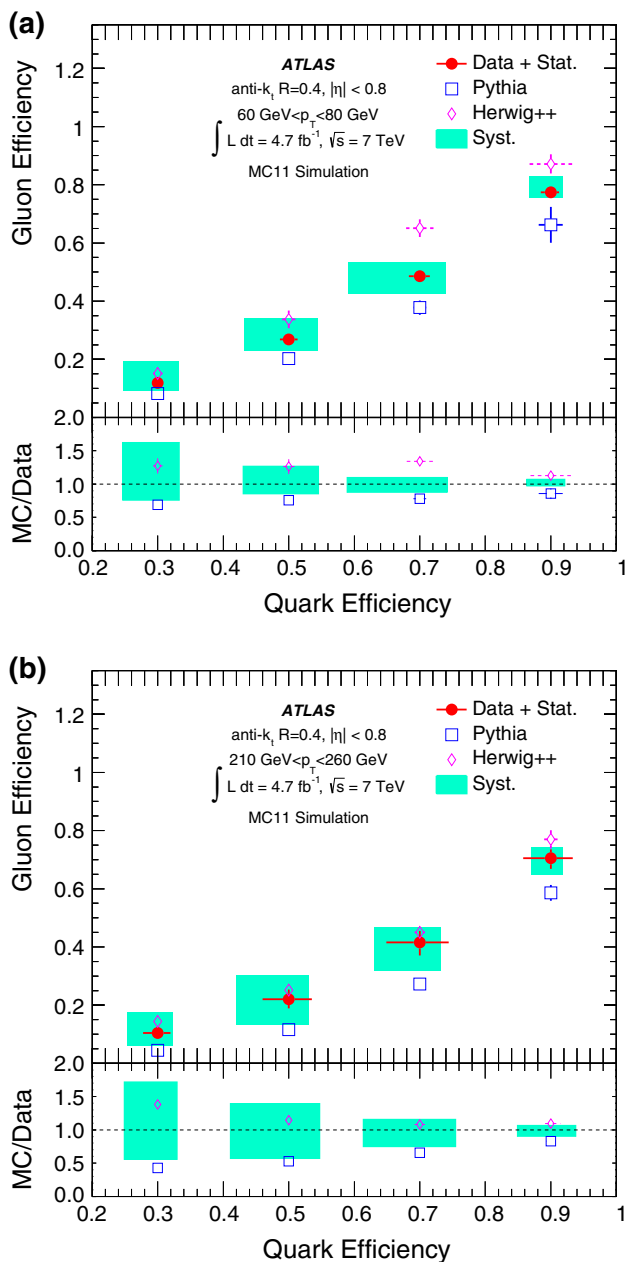 (a)
ATLAS
anti-kt R=0.4, |η| < 0.8
60 GeV<pT<80 GeV
∫ L dt = 4.7 fb-1, √s = 7 TeV
MC11 Simulation
Data + Stat.
Pythia
Herwig++
Syst.
Gluon Efficiency
1.2
1
0.8
0.6
0.4
0.2
MC/Data
2.0
1.5
1.0
0.5
0.0
0.2 0.3 0.4 0.5 0.6 0.7 0.8 0.9 1
Quark Efficiency
(b)
ATLAS
anti-kt R=0.4, |η| < 0.8
210 GeV<pT<260 GeV
∫ L dt = 4.7 fb-1, √s = 7 TeV
MC11 Simulation
Data + Stat.
Pythia
Herwig++
Syst.
Gluon Efficiency
1.2
1
0.8
0.6
0.4
0.2
MC/Data
2.0
1.5
1.0
0.5
0.0
0.2 0.3 0.4 0.5 0.6 0.7 0.8 0.9 1
Quark Efficiency